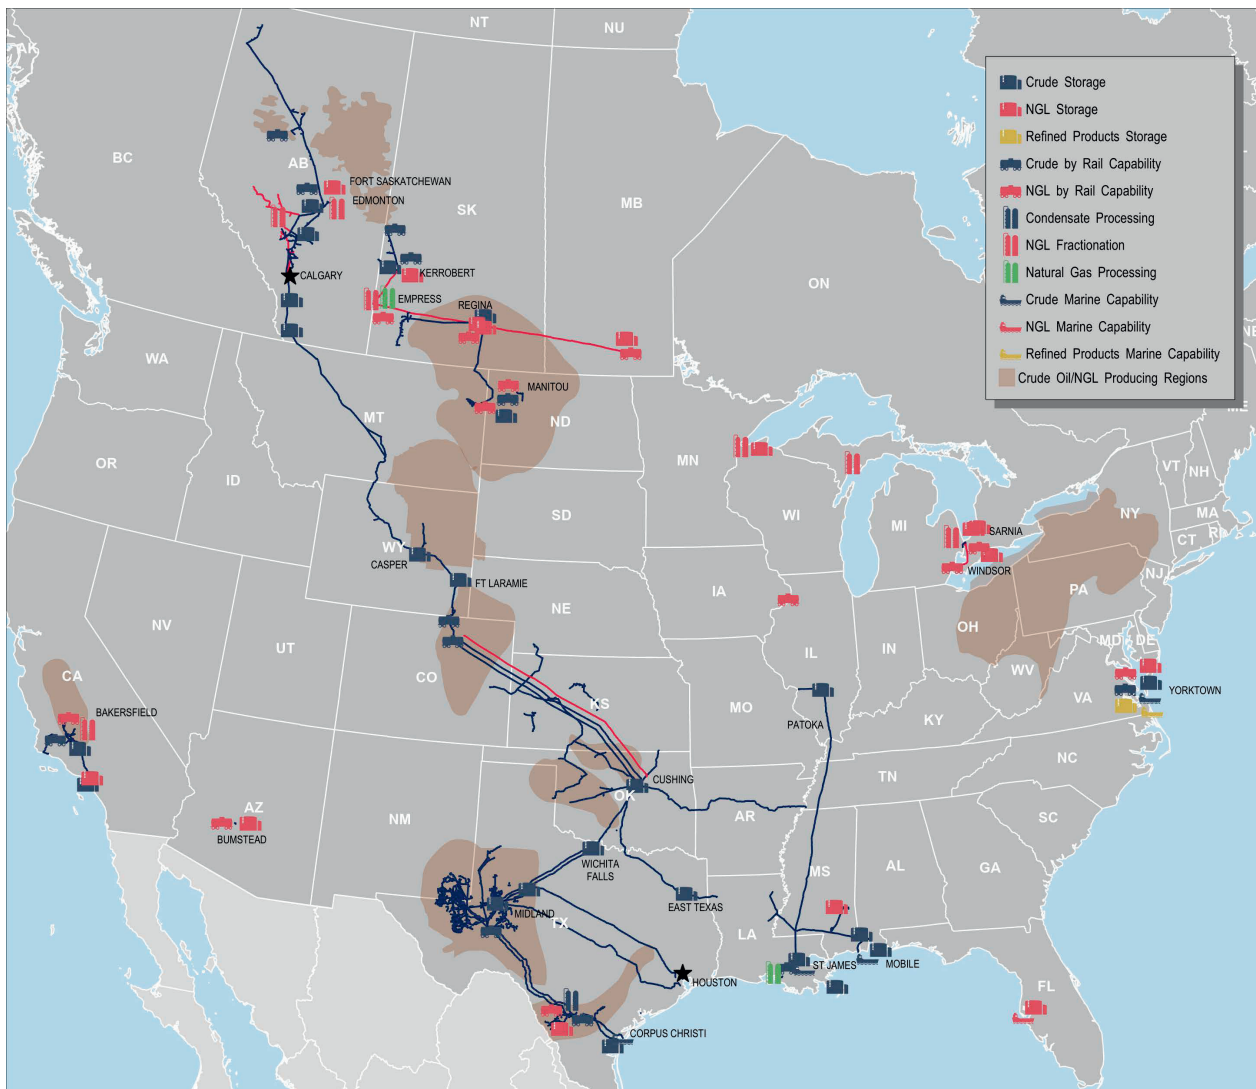 NT
NU
AK
Crude Storage
NGL Storage
Refined Products Storage
Crude by Rail Capability
NGL by Rail Capability
Condensate Processing
NGL Fractionation
Natural Gas Processing
Crude Marine Capability
NGL Marine Capability
Refined Products Marine Capability
Crude Oil/NGL Producing Regions
BC
AB
FORT SASKATCHEWAN
EDMONTON
SK
MB
ON
CALGARY
KERROBERT
EMPRESS
REGINA
NB
WA
MANITOU
ME
MT
ND
OR
ID
MN
VT
NH
WI
MI
SARNIA
NY
MA
SD
CT
RI
WY
CASPER
WINDSOR
FT LARAMIE
NJ
PA
IA
NE
OH
NV
UT
IL
IN
MD
DE
WV
CA
CO
KS
VA
YORKTOWN
MO
KY
PATOKA
BAKERSFIELD
NC
TN
CUSHING
OK
AZ
NM
AR
SC
BUMSTEAD
WICHITA
FALLS
MS
AL
GA
EAST TEXAS
MIDLAND
TX
LA
ST JAMES
MOBILE
HOUSTON
FL
CORPUS CHRISTI